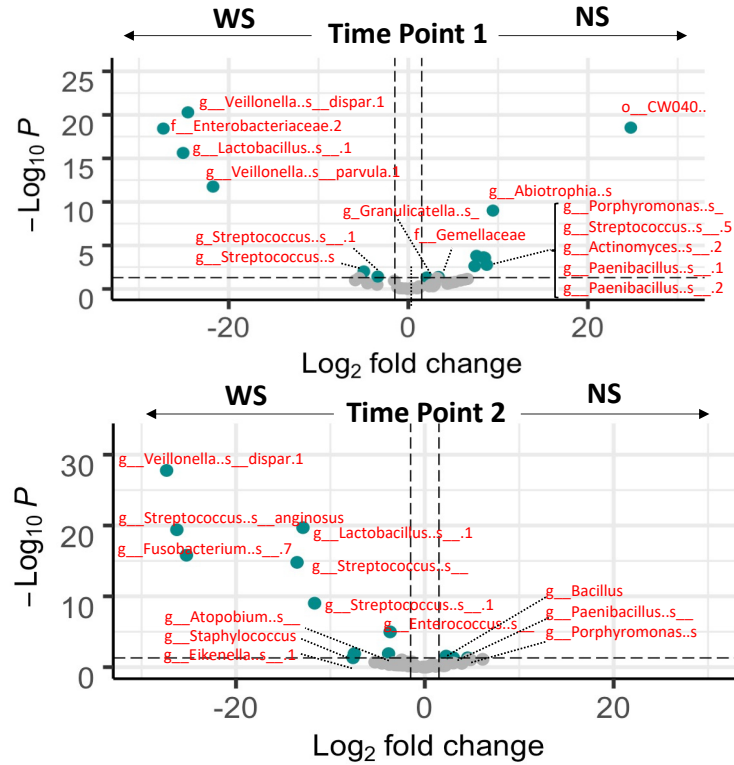 WS
NS
Time Point 1
25
20
15
10
5
0
g__Veillonella..s__dispar.1
f__Enterobacteriaceae.2
g__Lactobacillus..s__.1
g__Veillonella..s__parvula.1
o__CW040..
g__Abiotrophia..s
g_Granulicatella..s_
f__Gemellaceae
g_Streptococcus..s__.1
g__Streptococcus..s
g__Porphyromonas..s_
g__Streptococcus..s__.5
g__Actinomyces..s__.2
g__Paenibacillus..s__.1
g__Paenibacillus..s__.2
−Log10 P
-20
0
20
Log2 fold change
WS
NS
Time Point 2
30
20
10
0
g__Veillonella..s__dispar.1
g__Streptococcus..s__anginosus
g__Lactobacillus..s__.1
g__Fusobacterium..s__.7
g__Streptococcus..s__
g__Streptococcus..s__.1
g__Atopobium..s__
g__Enterococcus..s__
g__Staphylococcus
g__Eikenella..s__.1
g__Bacillus
g__Paenibacillus..s__
g__Porphyromonas..s
−Log10 P
-20
0
20
Log2 fold change